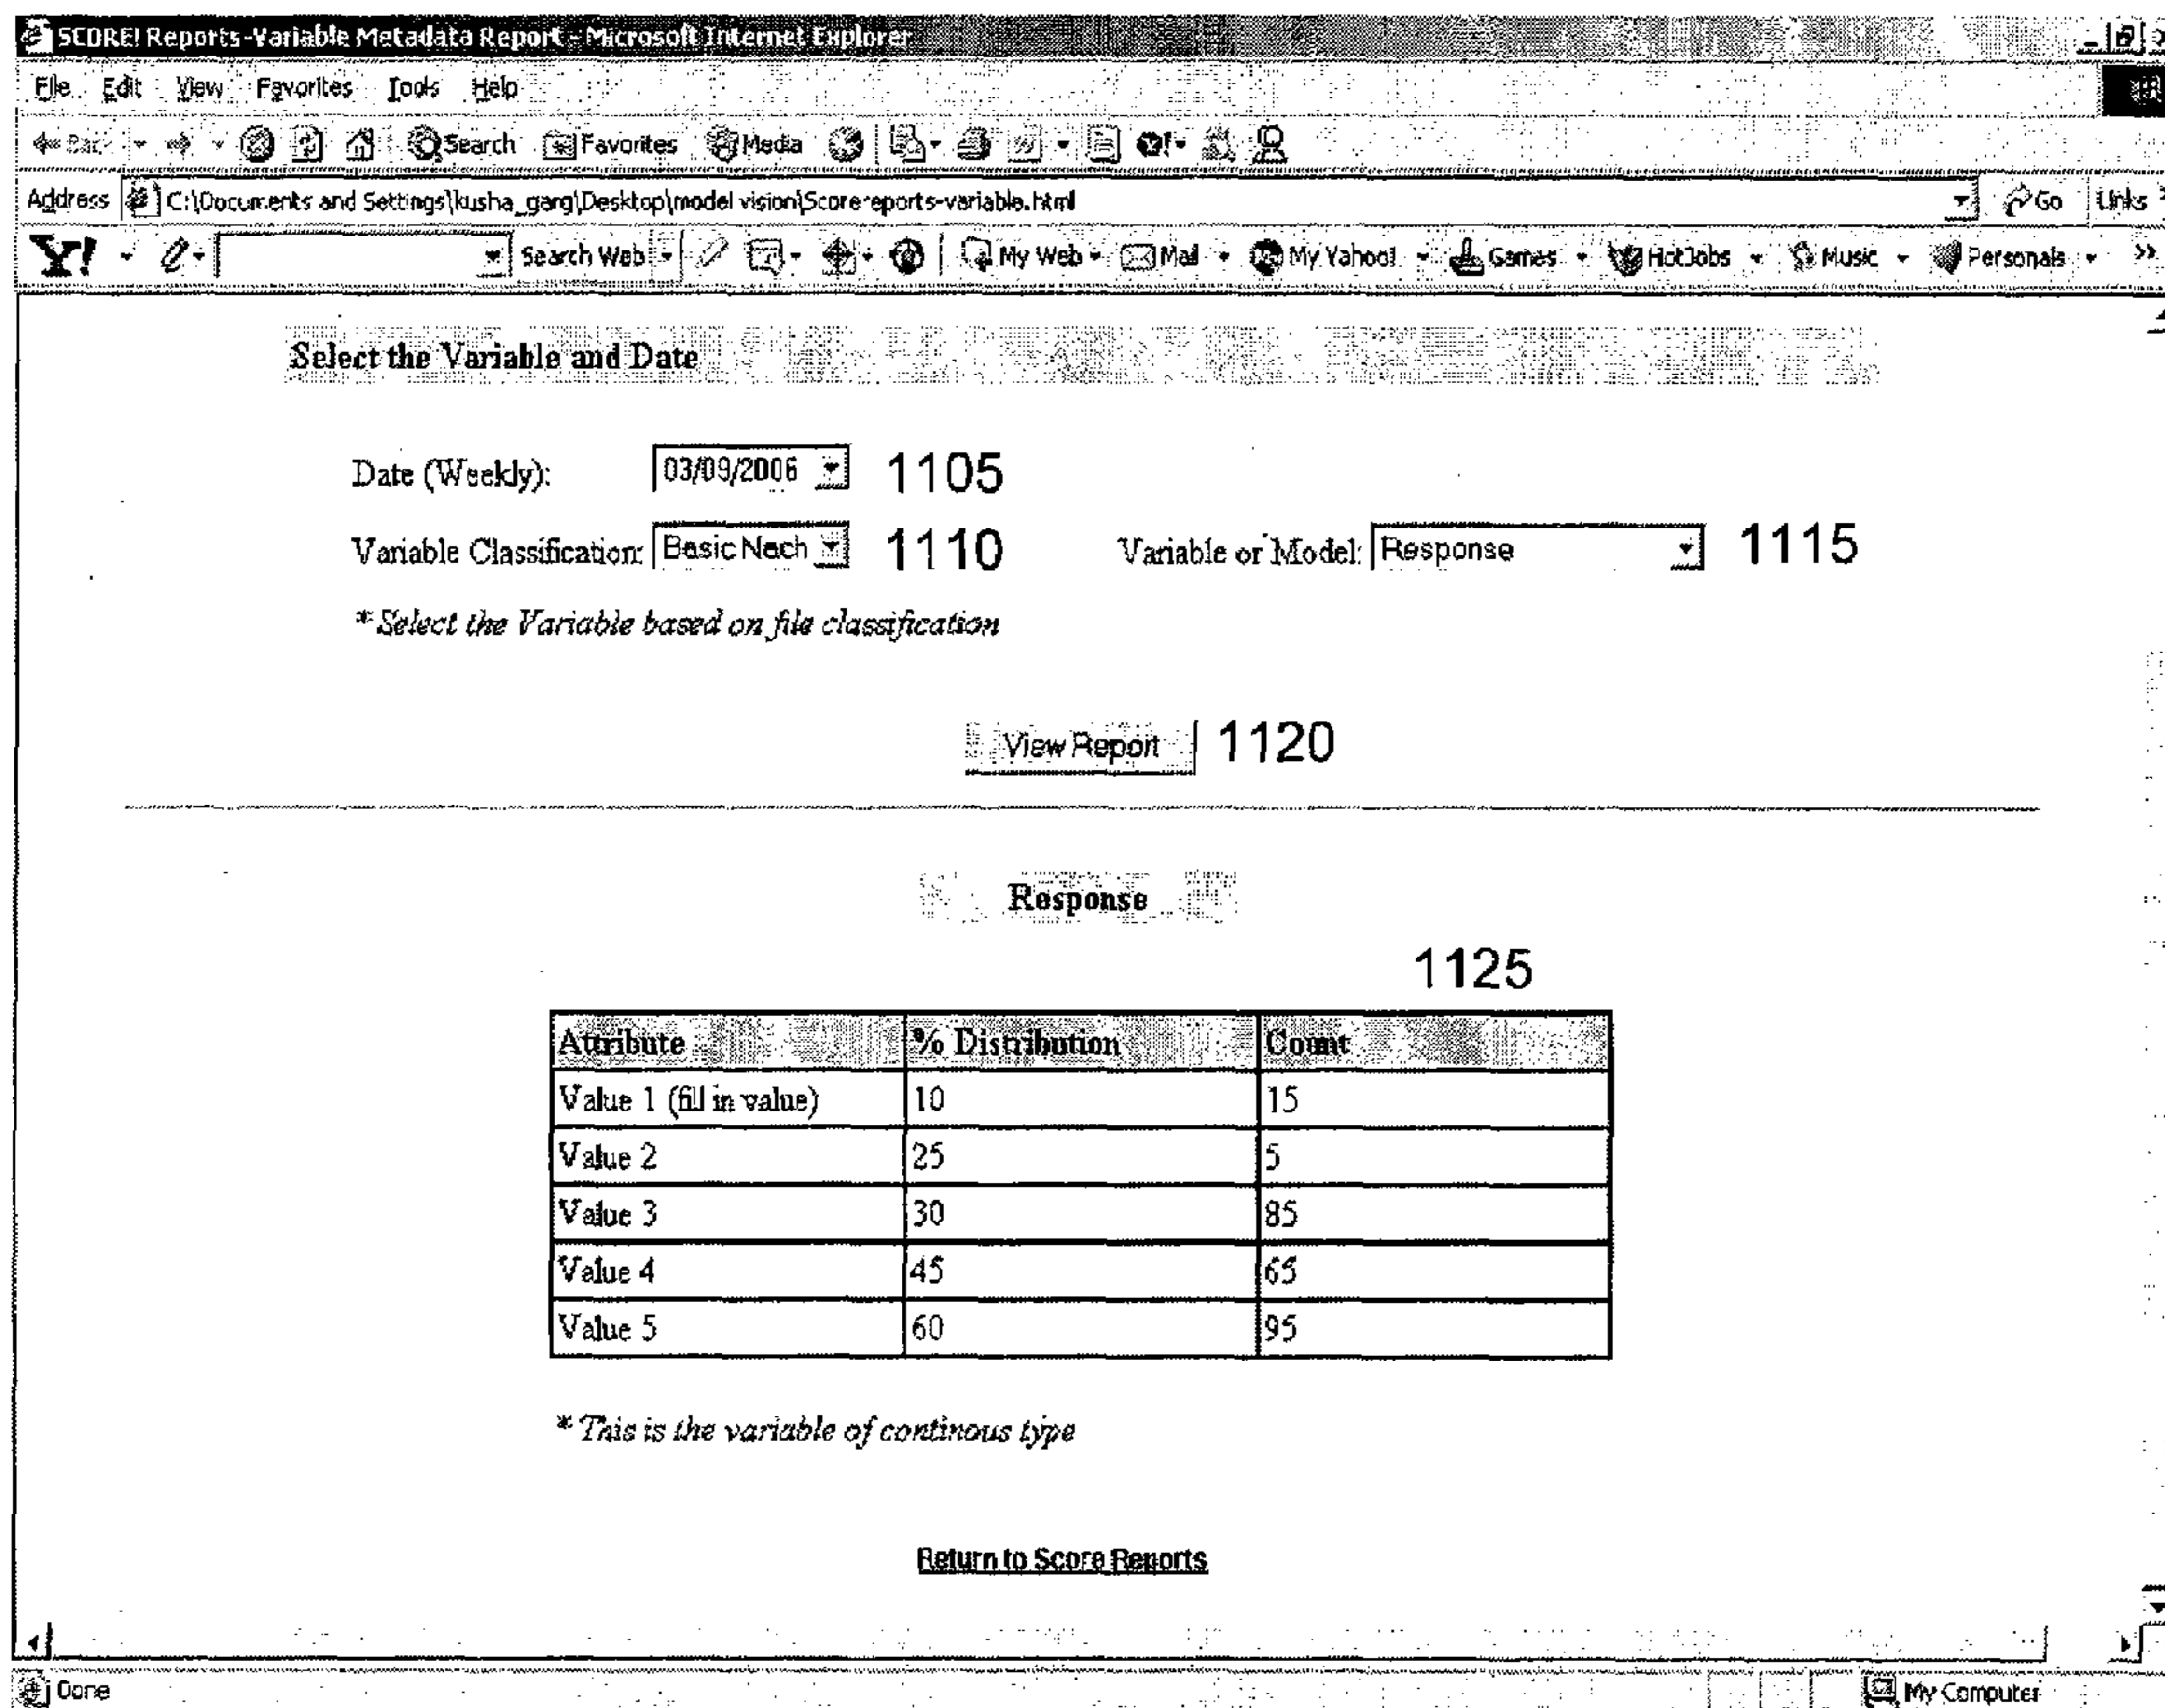 SCORE! Reports-Variable Metadata Report - Microsoft Internet Explorer
File Edit View Favorites Tools Help
Back Search Favorites Media
Address C:\Documents and Settings\kusha_garg\Desktop\model vision\Scorereports-variable.html Go Links
Y! Search Web My Web Mail My Yahoo! Games HotJobs Music Personals >>
Select the Variable and Date
Date (Weekly): 03/09/2006 1105
Variable Classification: Basic Nech 1110 Variable or Model: Response 1115
* Select the Variable based on file classification
View Report 1120
Response
1125
Attribute % Distribution Count
Value 1 (fill in value) 10 15
Value 2 25 5
Value 3 30 85
Value 4 45 65
Value 5 60 95
* This is the variable of continous type
Return to Score Reports
Done My Computer